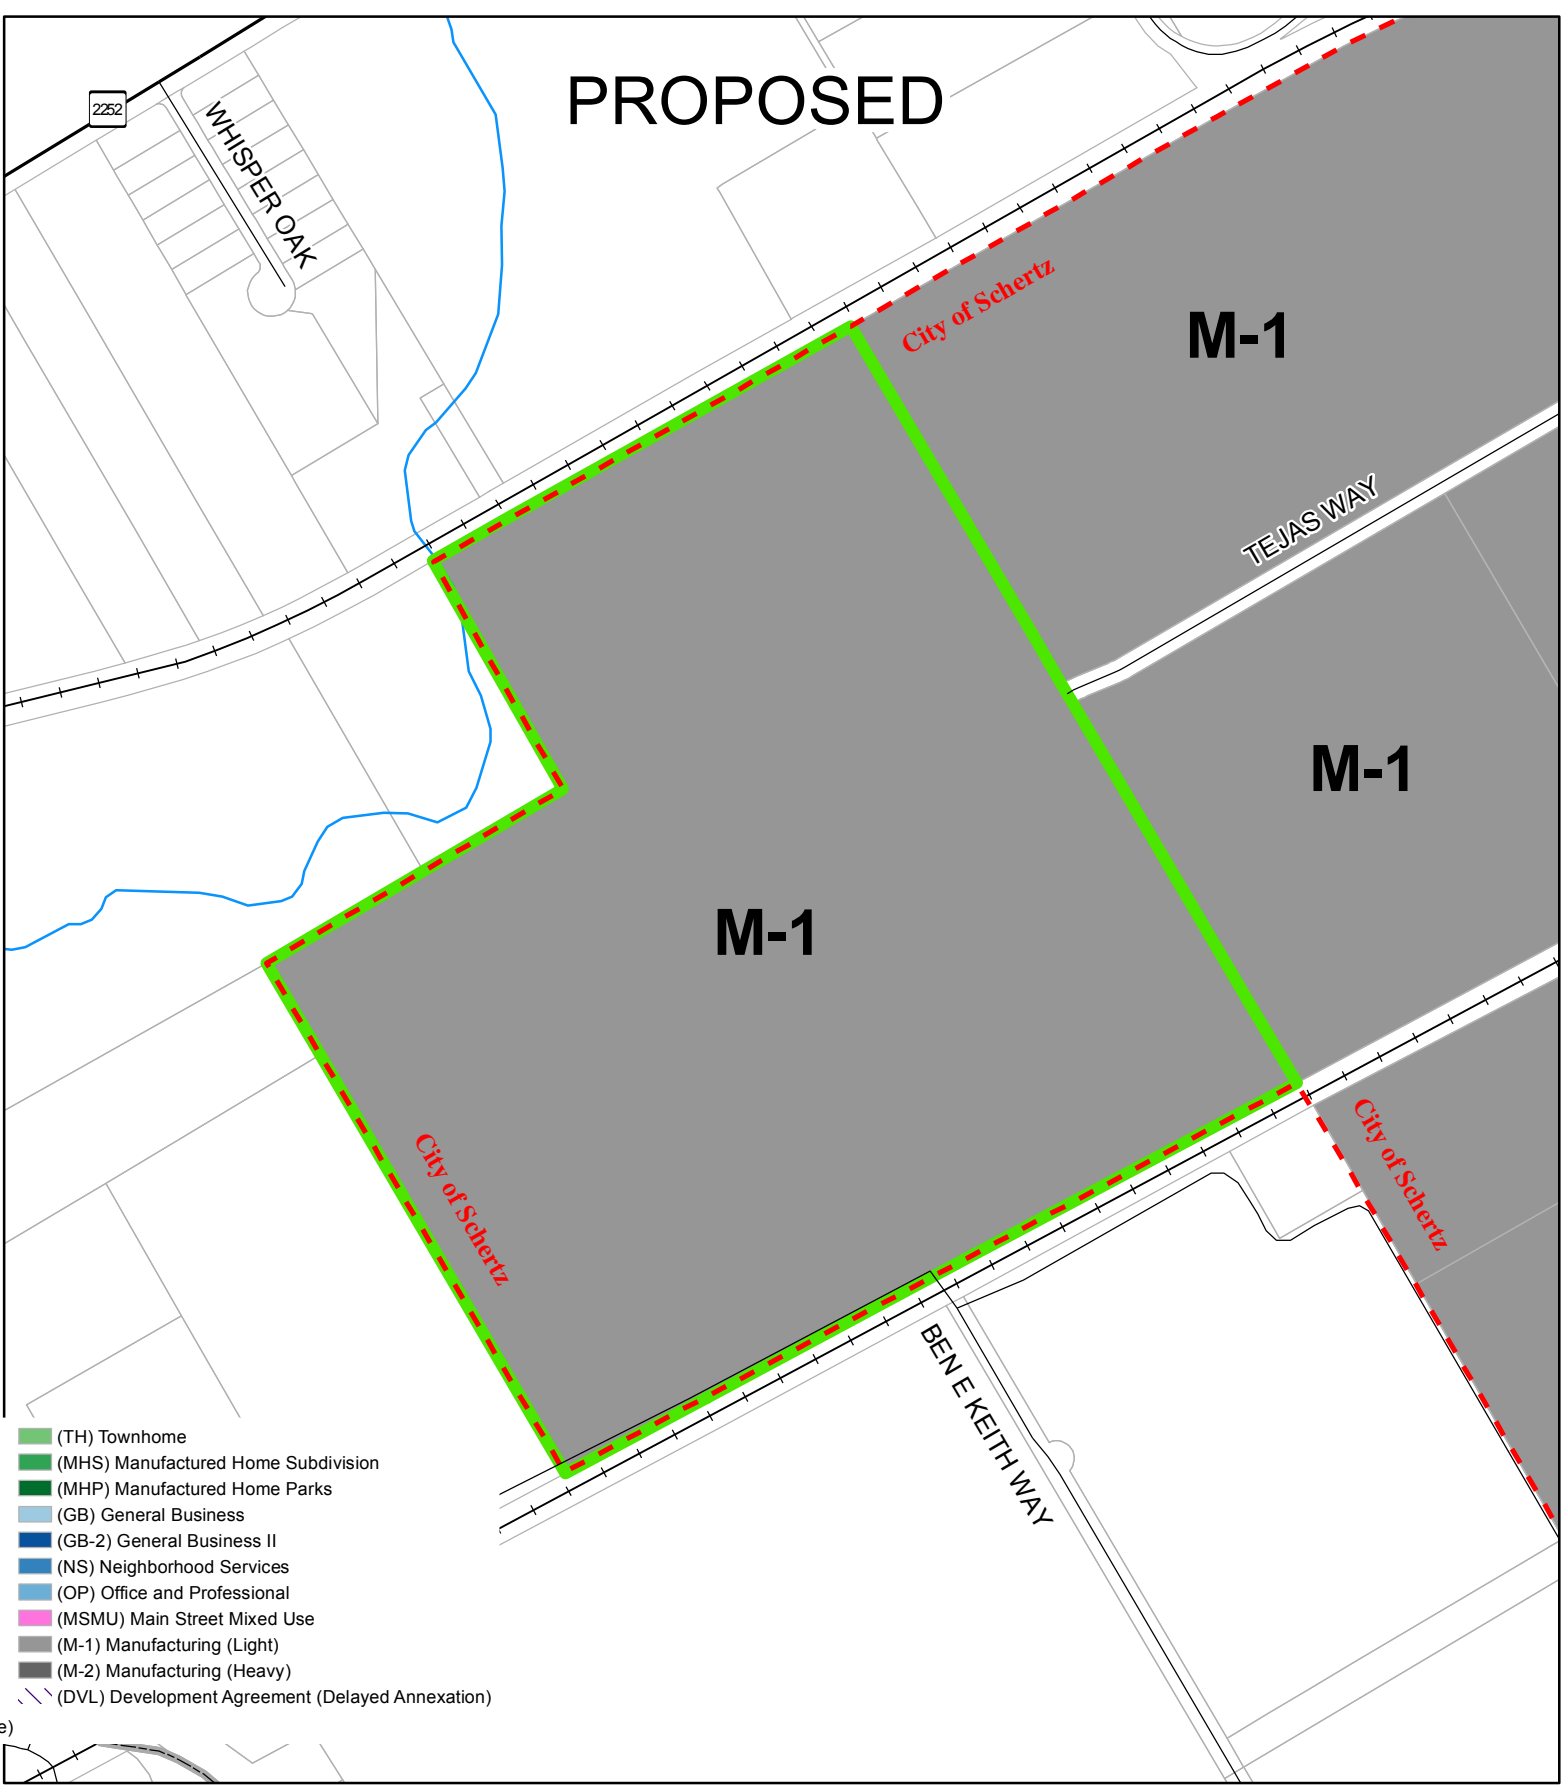 PROPOSED
2252
WHISPER OAK
City of Schertz
M-1
TEJAS WAY
M-1
M-1
City of Schertz
City of Schertz
BEN E KEITH WAY
(TH) Townhome
(MHS) Manufactured Home Subdivision
(MHP) Manufactured Home Parks
(GB) General Business
(GB-2) General Business II
(NS) Neighborhood Services
(OP) Office and Professional
(MSMU) Main Street Mixed Use
(M-1) Manufacturing (Light)
(M-2) Manufacturing (Heavy)
(DVL) Development Agreement (Delayed Annexation)
e)